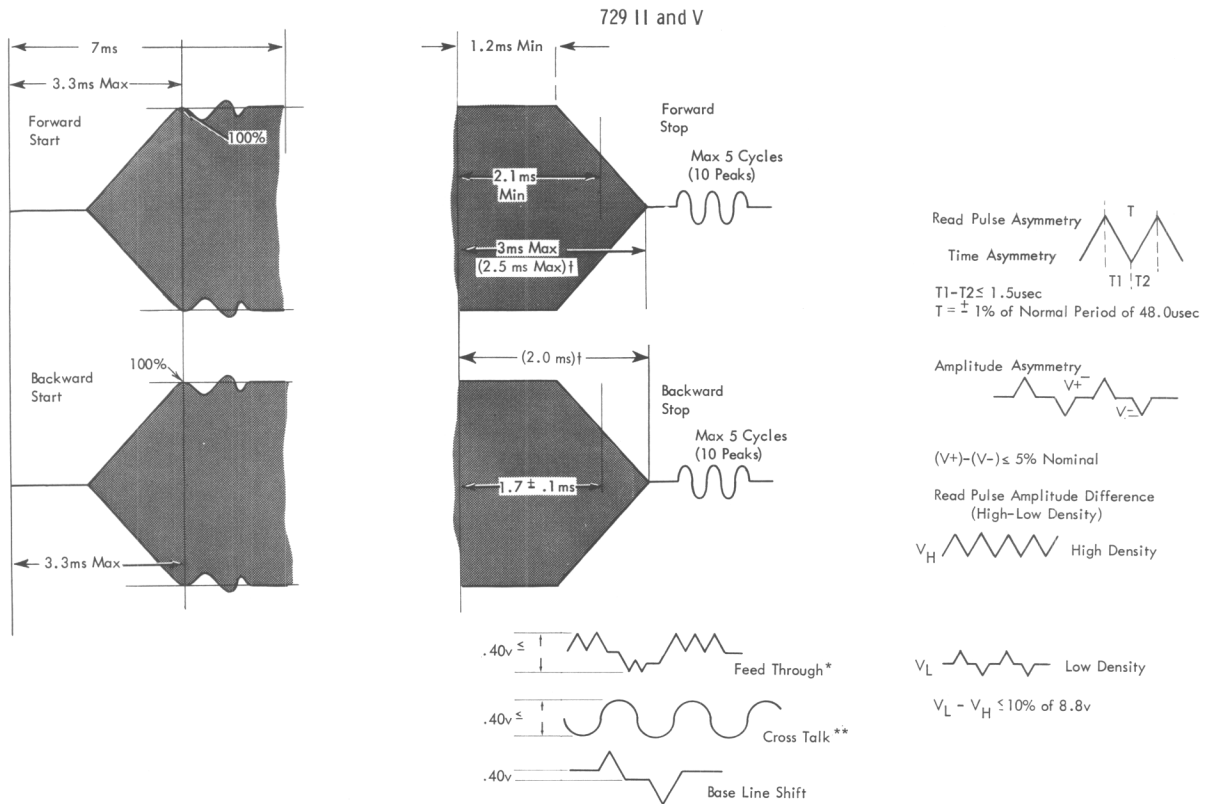 729 II and V
7ms
3.3ms Max
Forward
Start
100%
1.2ms Min
Forward
Stop
Max 5 Cycles
(10 Peaks)
2.1ms
Min
3ms Max
(2.5 ms Max)†
Read Pulse Asymmetry
T
Time Asymmetry
T1 T2
T1-T2≤ 1.5usec
T = ± 1% of Normal Period of 48.0usec
Backward
Start
100%
3.3ms Max
(2.0 ms)†
Backward
Stop
Max 5 Cycles
(10 Peaks)
1.7 ± .1ms
Amplitude Asymmetry
V+
V-
(V+)-(V-) ≤ 5% Nominal
Read Pulse Amplitude Difference
(High-Low Density)
VH High Density
VL Low Density
VL - VH ≤10% of 8.8v
.40v ≤
Feed Through*
.40v ≤
Cross Talk**
.40v
Base Line Shift